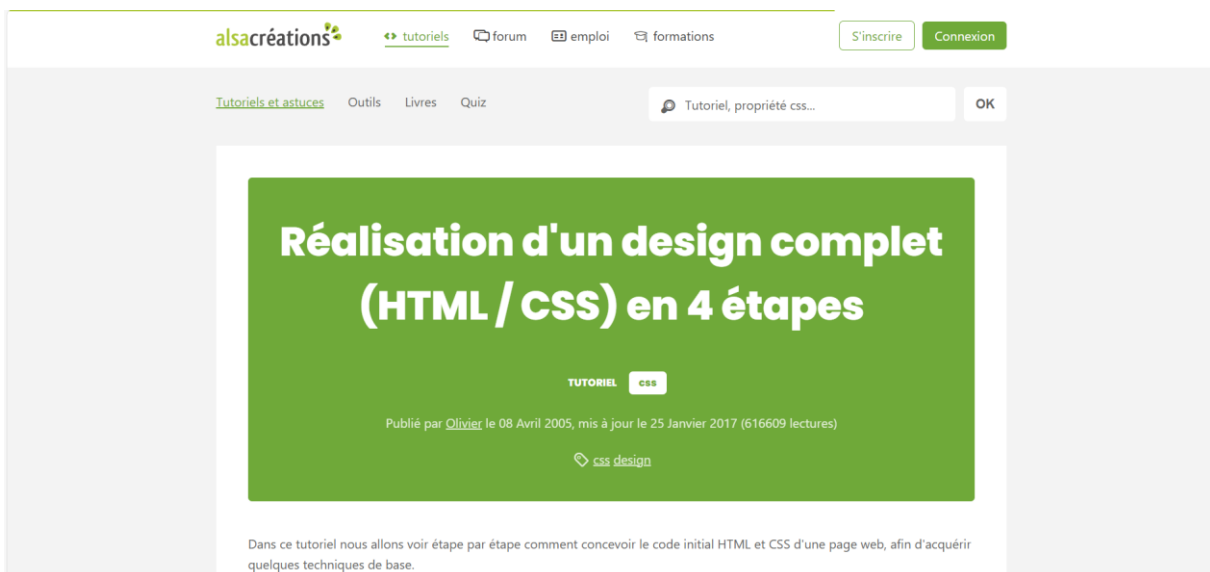 alsacréations
tutoriels forum emploi formations S'inscrire Connexion
Tutoriels et astuces Outils Livres Quiz Tutoriel, propriété css... OK
Réalisation d'un design complet
(HTML / CSS) en 4 étapes
TUTORIEL css
Publié par Olivier le 08 Avril 2005, mis à jour le 25 Janvier 2017 (616609 lectures)
css design
Dans ce tutoriel nous allons voir étape par étape comment concevoir le code initial HTML et CSS d'une page web, afin d'acquérir
quelques techniques de base.